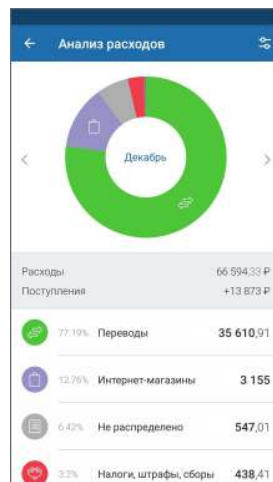 Анализ расходов
Декабрь
Расходы 66 594,33 ₽
Поступления +13 873 ₽
77.19% Переводы 35 610,91
12.76% Интернет-магазины 3 155
6.42% Не распределено 547,01
3.2% Налоги, штрафы, сборы 438,41